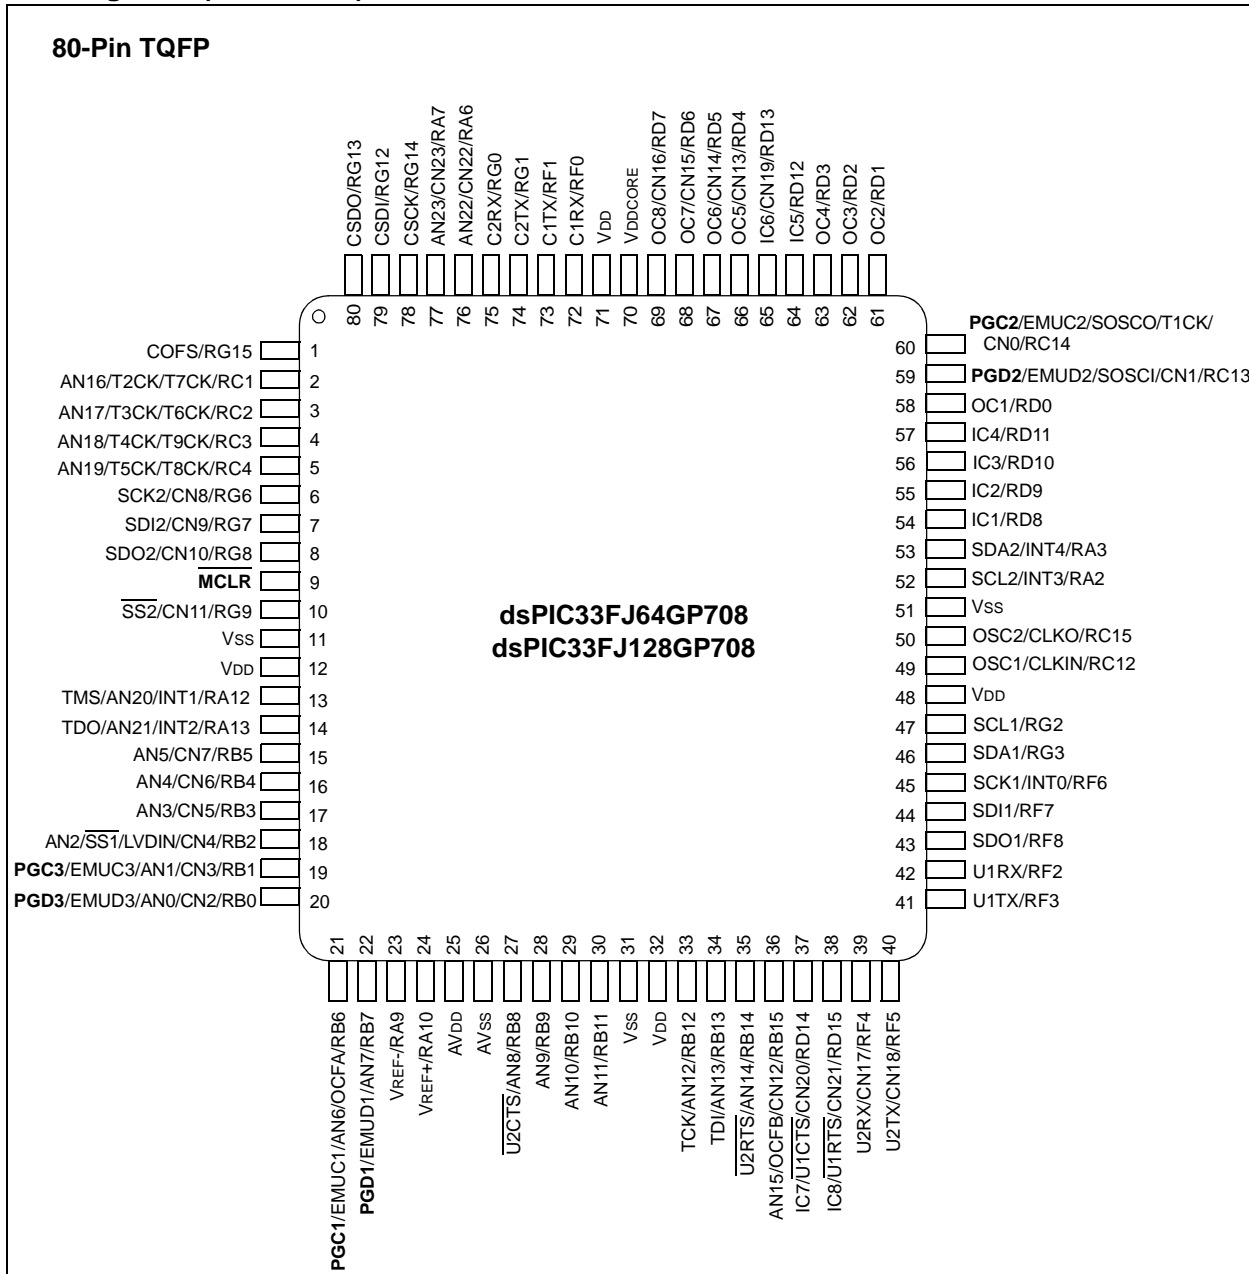 80-Pin TQFP
CSDO/RG13
CSDI/RG12
CSCK/RG14
AN23/CN23/RA7
AN22/CN22/RA6
C2RX/RG0
C2TX/RG1
C1TX/RF1
C1RX/RF0
VDD
VDDCORE
OC8/CN16/RD7
OC7/CN15/RD6
OC6/CN14/RD5
OC5/CN13/RD4
IC6/CN19/RD13
IC5/RD12
OC4/RD3
OC3/RD2
OC2/RD1
80
79
78
77
76
75
74
73
72
71
70
69
68
67
66
65
64
63
62
61
COFS/RG15 1
AN16/T2CK/T7CK/RC1 2
AN17/T3CK/T6CK/RC2 3
AN18/T4CK/T9CK/RC3 4
AN19/T5CK/T8CK/RC4 5
SCK2/CN8/RG6 6
SDI2/CN9/RG7 7
SDO2/CN10/RG8 8
MCLR 9
SS2/CN11/RG9 10
VSS 11
VDD 12
TMS/AN20/INT1/RA12 13
TDO/AN21/INT2/RA13 14
AN5/CN7/RB5 15
AN4/CN6/RB4 16
AN3/CN5/RB3 17
AN2/SS1/LVDIN/CN4/RB2 18
PGC3/EMUC3/AN1/CN3/RB1 19
PGD3/EMUD3/AN0/CN2/RB0 20
dsPIC33FJ64GP708
dsPIC33FJ128GP708
60 PGC2/EMUC2/SOSCO/T1CK/
CN0/RC14
59 PGD2/EMUD2/SOSCI/CN1/RC13
58 OC1/RD0
57 IC4/RD11
56 IC3/RD10
55 IC2/RD9
54 IC1/RD8
53 SDA2/INT4/RA3
52 SCL2/INT3/RA2
51 VSS
50 OSC2/CLKO/RC15
49 OSC1/CLKIN/RC12
48 VDD
47 SCL1/RG2
46 SDA1/RG3
45 SCK1/INT0/RF6
44 SDI1/RF7
43 SDO1/RF8
42 U1RX/RF2
41 U1TX/RF3
21
22
23
24
25
26
27
28
29
30
31
32
33
34
35
36
37
38
39
40
PGC1/EMUC1/AN6/OCFA/RB6
PGD1/EMUD1/AN7/RB7
VREF-/RA9
VREF+/RA10
AVDD
AVSS
U2CTS/AN8/RB8
AN9/RB9
AN10/RB10
AN11/RB11
VSS
VDD
TCK/AN12/RB12
TDI/AN13/RB13
U2RTS/AN14/RB14
AN15/OCFB/CN12/RB15
IC7/U1CTS/CN20/RD14
IC8/U1RTS/CN21/RD15
U2RX/CN17/RF4
U2TX/CN18/RF5